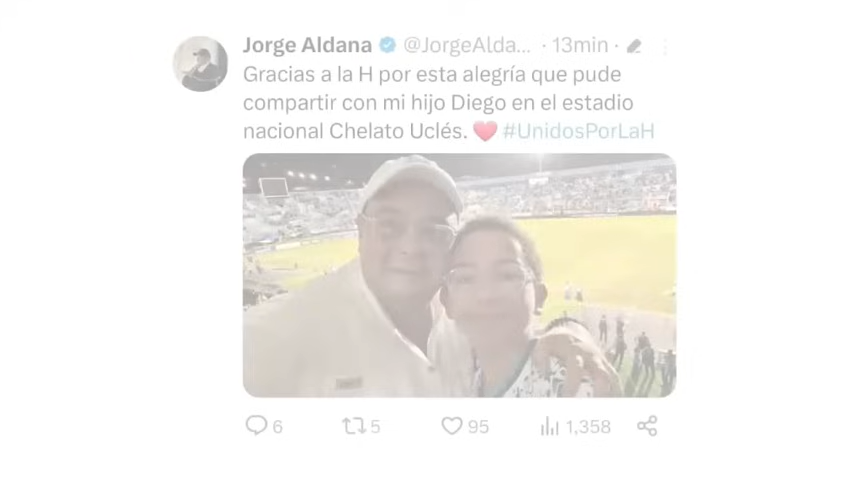 Jorge Aldana @JorgeAlda... · 13min ·
Gracias a la H por esta alegría que pude
compartir con mi hijo Diego en el estadio
nacional Chelato Uclés. ❤️ #UnidosPorLaH
6 5 95 1,358